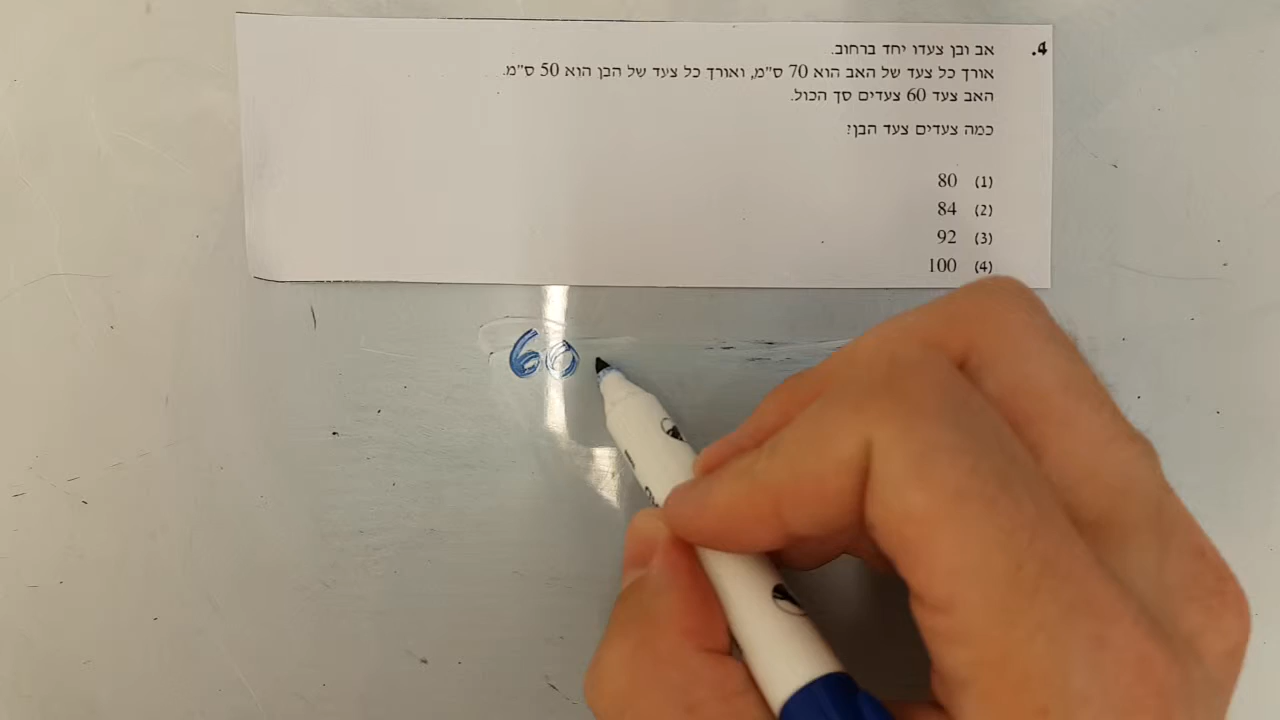 4. אב ובן צעדו יחד ברחוב.
אורך כל צעד של האב הוא 70 ס"מ, ואורך כל צעד של הבן הוא 50 ס"מ.
האב צעד 60 צעדים סך הכול.
כמה צעדים צעד הבן?
(1) 80
(2) 84
(3) 92
(4) 100
60